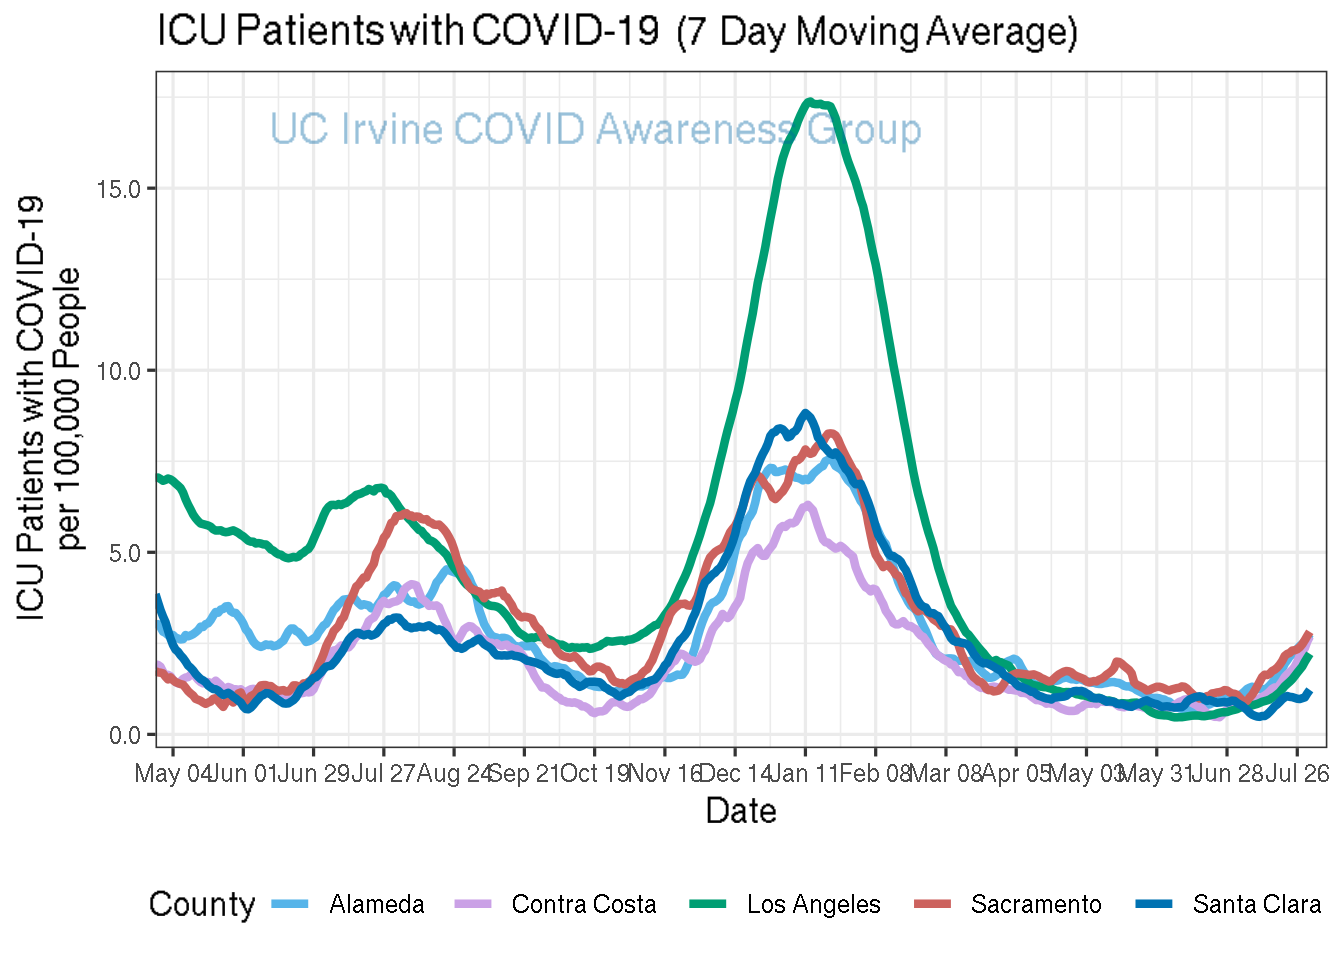 ICU Patients with COVID-19 (7 Day Moving Average)
UC Irvine COVID Awareness Group
ICU Patients with COVID-19
per 100,000 People
15.0
10.0
5.0
0.0
May 04 Jun 01 Jun 29 Jul 27 Aug 24 Sep 21 Oct 19 Nov 16 Dec 14 Jan 11 Feb 08 Mar 08 Apr 05 May 03 May 31 Jun 28 Jul 26
Date
County Alameda Contra Costa Los Angeles Sacramento Santa Clara